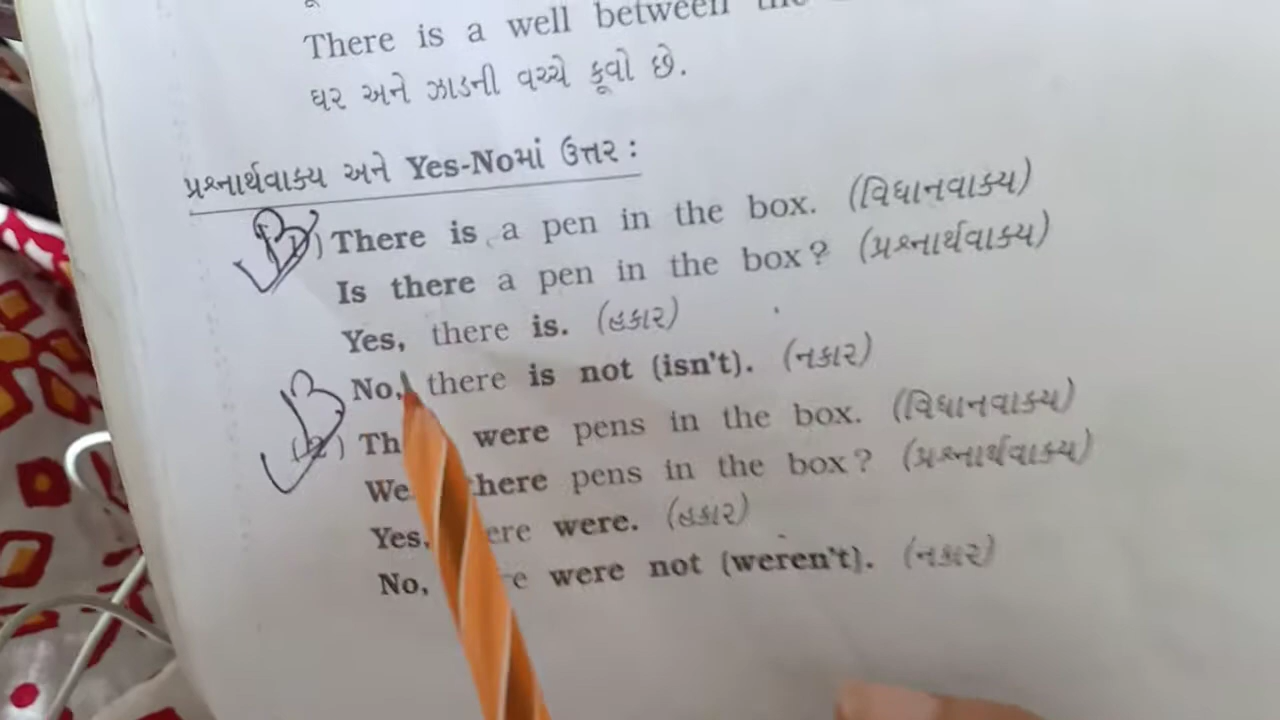 There is a well between the
ઘર અને ઝાડની વચ્ચે કૂવો છે.
પ્રશ્નાર્થવાક્ય અને Yes-Noમાં ઉત્તર :
(1) There is a pen in the box. (વિધાનવાક્ય)
Is there a pen in the box? (પ્રશ્નાર્થવાક્ય)
Yes, there is. (હકાર)
No, there is not (isn't). (નકાર)
(2) were pens in the box. (વિધાનવાક્ય)
pens in the box? (પ્રશ્નાર્થવાક્ય)
Yes, were. (હકાર)
No, were not (weren't). (નકાર)